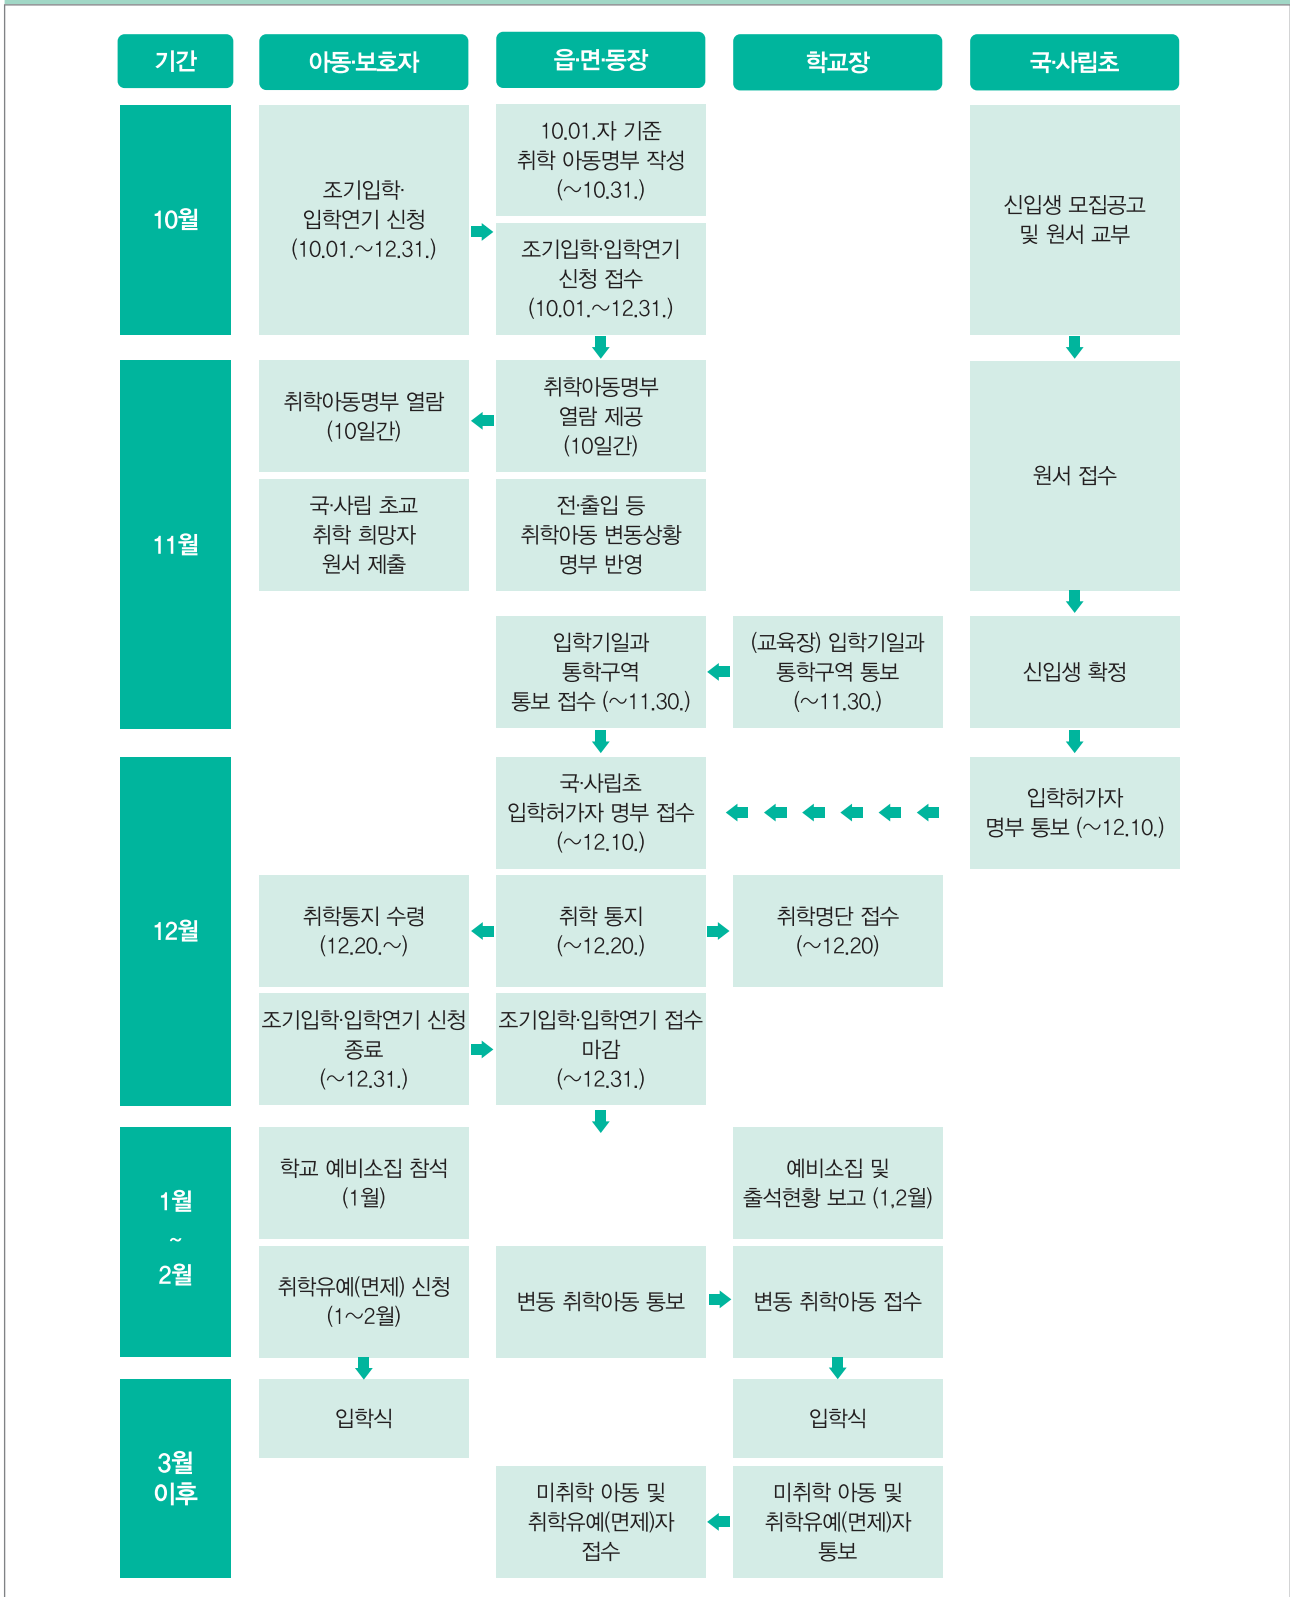 기간
아동·보호자
읍·면·동장
학교장
국·사립초
10월
조기입학·
입학연기 신청
(10.01.~12.31.)
10.01.자 기준
취학 아동명부 작성
(~10.31.)
조기입학·입학연기
신청 접수
(10.01.~12.31.)
신입생 모집공고
및 원서 교부
11월
취학아동명부 열람
(10일간)
취학아동명부
열람 제공
(10일간)
원서 접수
국·사립 초교
취학 희망자
원서 제출
전·출입 등
취학아동 변동상황
명부 반영
입학기일과
통학구역
통보 접수 (~11.30.)
(교육장) 입학기일과
통학구역 통보
(~11.30.)
신입생 확정
12월
국·사립초
입학허가자 명부 접수
(~12.10.)
입학허가자
명부 통보 (~12.10.)
취학통지 수령
(12.20.~)
취학 통지
(~12.20.)
취학명단 접수
(~12.20)
조기입학·입학연기 신청
종료
(~12.31.)
조기입학·입학연기 접수
마감
(~12.31.)
1월
~
2월
학교 예비소집 참석
(1월)
예비소집 및
출석현황 보고 (1,2월)
취학유예(면제) 신청
(1~2월)
변동 취학아동 통보
변동 취학아동 접수
3월
이후
입학식
입학식
미취학 아동 및
취학유예(면제)자
접수
미취학 아동 및
취학유예(면제)자
통보